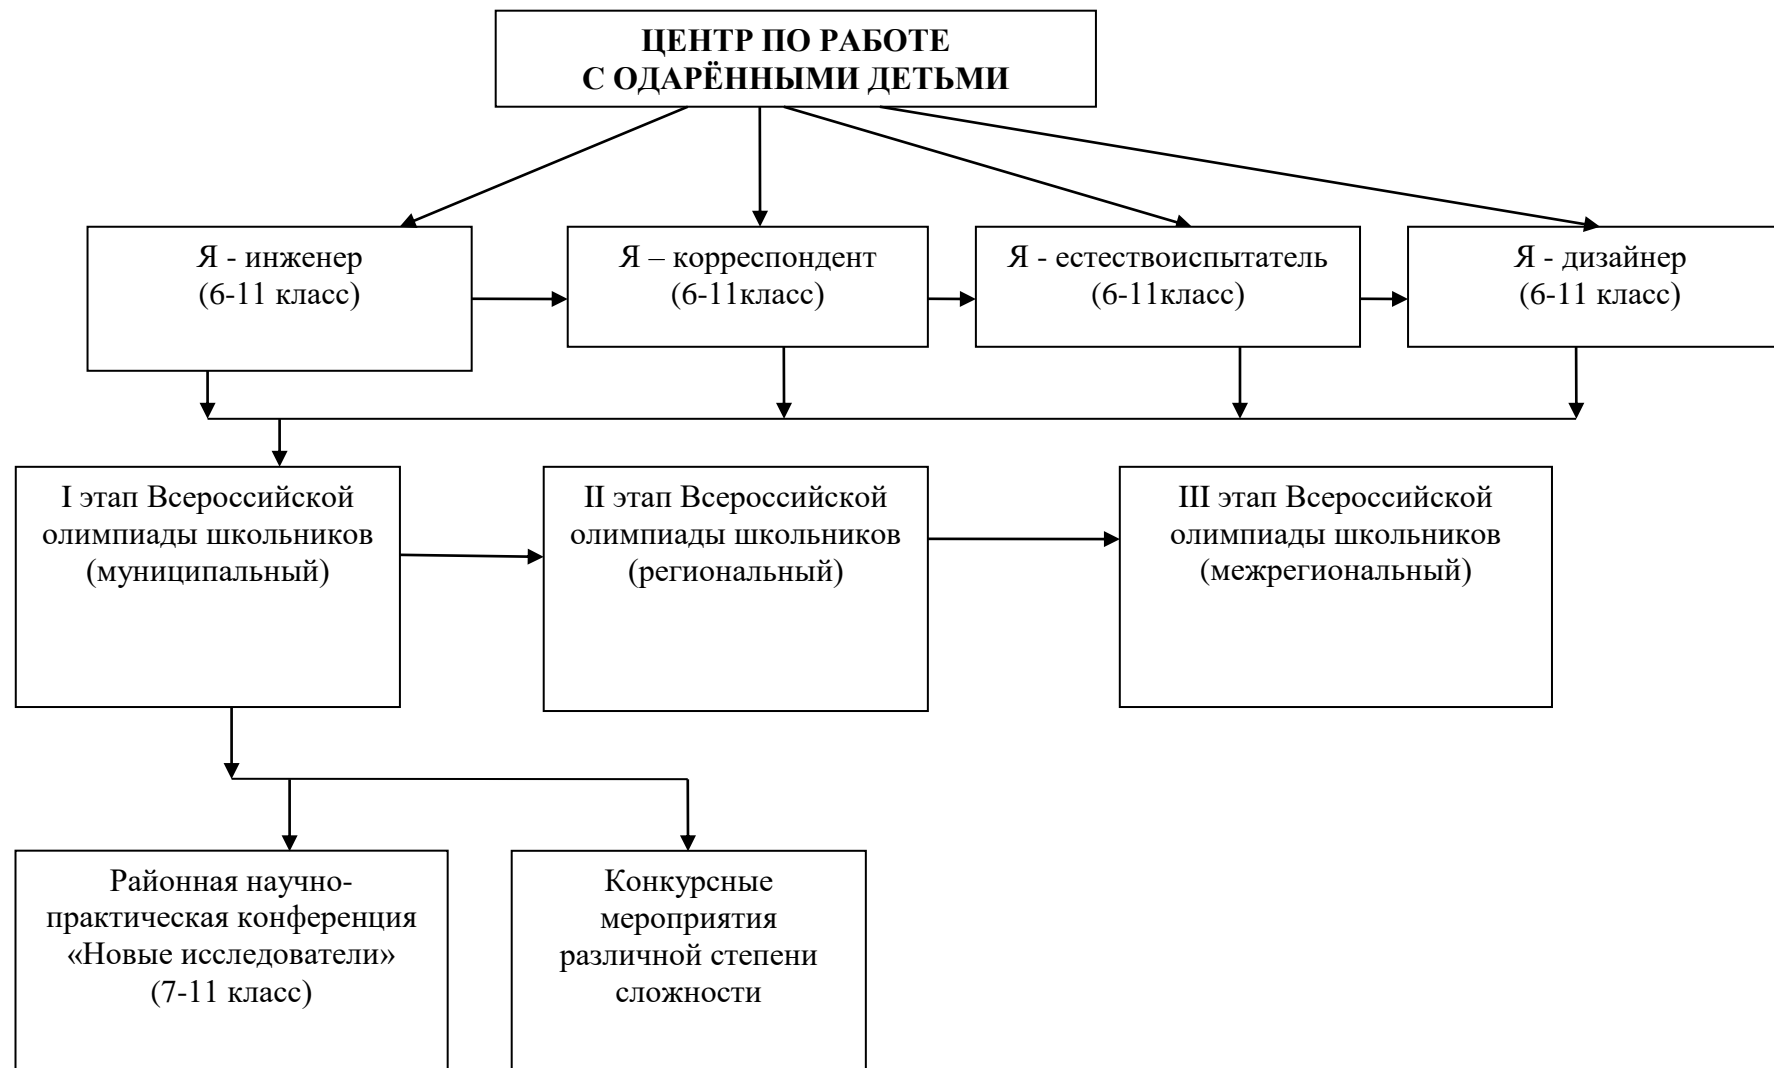 ЦЕНТР ПО РАБОТЕ
С ОДАРЁННЫМИ ДЕТЬМИ
Я - инженер
(6-11 класс)
Я – корреспондент
(6-11класс)
Я - естествоиспытатель
(6-11класс)
Я - дизайнер
(6-11 класс)
I этап Всероссийской
олимпиады школьников
(муниципальный)
II этап Всероссийской
олимпиады школьников
(региональный)
III этап Всероссийской
олимпиады школьников
(межрегиональный)
Районная научно-
практическая конференция
«Новые исследователи»
(7-11 класс)
Конкурсные
мероприятия
различной степени
сложности